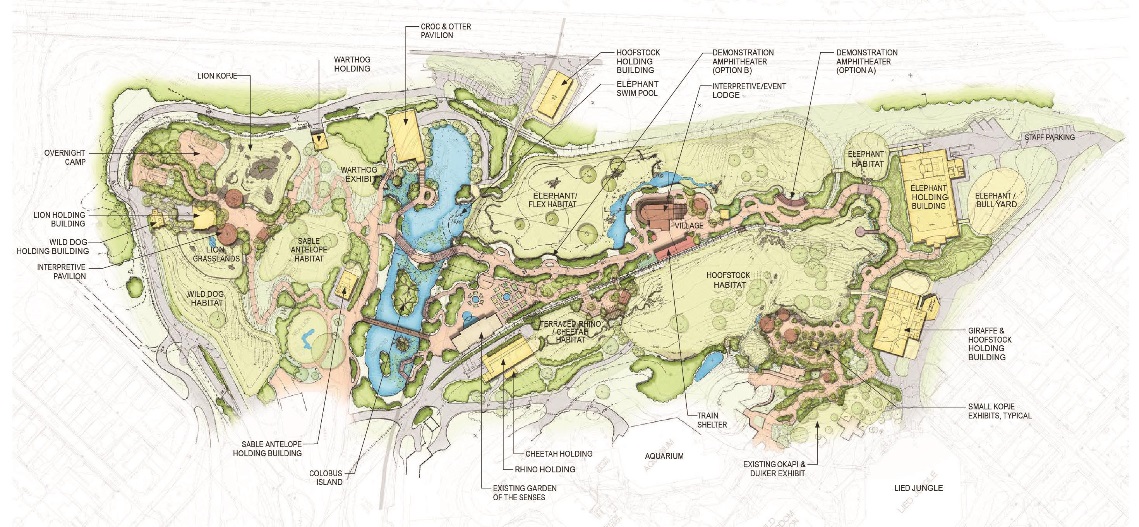 CROC & OTTER
PAVILION
WARTHOG
HOLDING
HOOFSTOCK
HOLDING
BUILDING
DEMONSTRATION
AMPHITHEATER
(OPTION B)
DEMONSTRATION
AMPHITHEATER
(OPTION A)
LION KOPJE
ELEPHANT
SWIM POOL
INTERPRETIVE/EVENT
LODGE
STAFF PARKING
OVERNIGHT
CAMP
WARTHOG
EXHIBIT
ELEPHANT
HABITAT
ELEPHANT/
FLEX HABITAT
ELEPHANT
HOLDING
BUILDING
ELEPHANT/
BULL YARD
LION HOLDING
BUILDING
VILLAGE
WILD DOG
HOLDING BUILDING
LION
GRASSLANDS
SABLE
ANTELOPE
HABITAT
INTERPRETIVE
PAVILION
HOOFSTOCK
HABITAT
WILD DOG
HABITAT
TERRACED RHINO
/ CHEETAH
HABITAT
GIRAFFE &
HOOFSTOCK
HOLDING
BUILDING
SMALL KOPJE
EXHIBITS, TYPICAL
TRAIN
SHELTER
SABLE ANTELOPE
HOLDING BUILDING
CHEETAH HOLDING
AQUARIUM
COLOBUS
ISLAND
RHINO HOLDING
EXISTING OKAPI &
DUIKER EXHIBIT
EXISTING GARDEN
OF THE SENSES
LIED JUNGLE